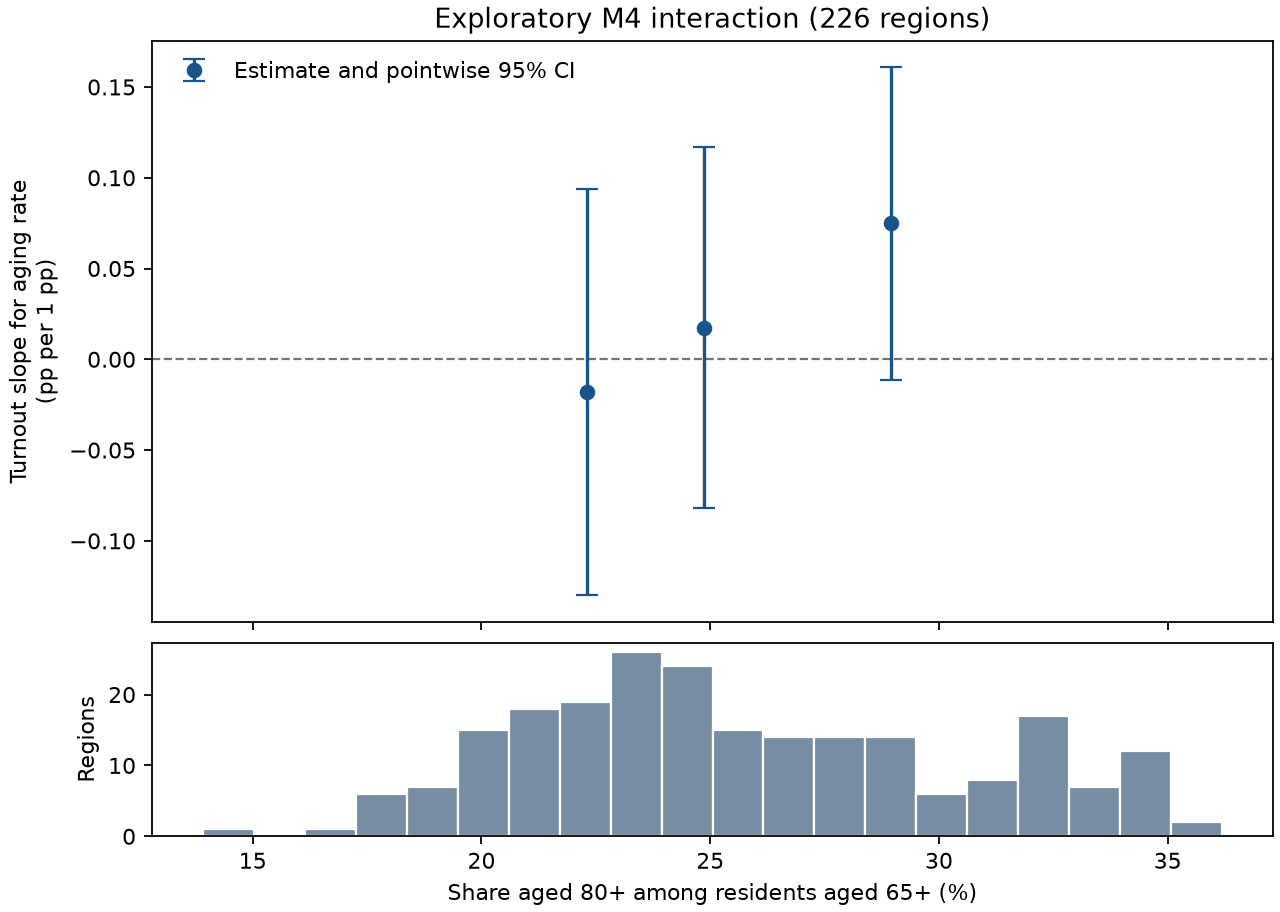 Exploratory M4 interaction (226 regions)
Estimate and pointwise 95% CI
Turnout slope for aging rate
(pp per 1 pp)
0.15
0.10
0.05
0.00
−0.05
−0.10
Regions
20
10
0
15
20
25
30
35
Share aged 80+ among residents aged 65+ (%)